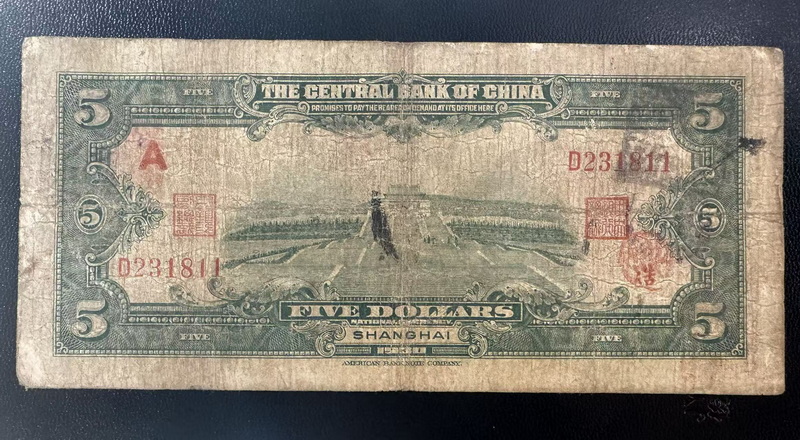 THE CENTRAL BANK OF CHINA
PROMISES TO PAY THE BEARER ON DEMAND AT ITS OFFICE HERE
5 FIVE FIVE 5
A D231811
5 5
D231811
FIVE DOLLARS
NATIONAL CURRENCY
SHANGHAI
5 FIVE 1930 FIVE 5
AMERICAN BANK NOTE COMPANY.